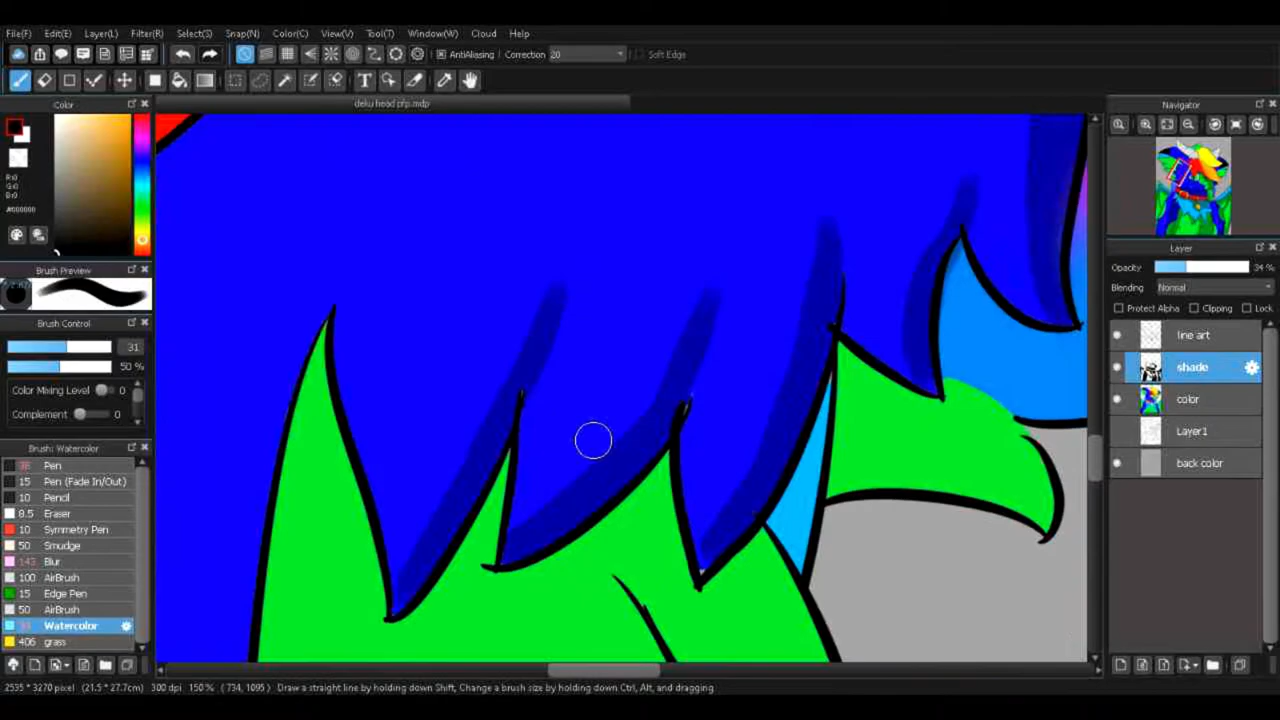 File(F) Edit(E) Layer(L) Filter(R) Select(S) Snap(N) Color(C) View(V) Tool(T) Window(W) Cloud Help
AntiAliasing Correction 20 Soft Edge
deku head pfp.mdp
Color
R:0
G:0
B:0
#000000
Brush Preview
Brush Control
31
50 %
Color Mixing Level 0
Complement 0
Brush: Watercolor
38 Pen
15 Pen (Fade In/Out)
10 Pencil
8.5 Eraser
10 Symmetry Pen
50 Smudge
143 Blur
100 AirBrush
15 Edge Pen
50 AirBrush
Watercolor
406 grass
Navigator
Layer
Opacity 34 %
Blending Normal
Protect Alpha Clipping Lock
line art
shade
color
Layer1
back color
2535 * 3270 pixel (21.5 * 27.7cm) 300 dpi 150 % ( 734, 1095 ) Draw a straight line by holding down Shift, Change a brush size by holding down Ctrl, Alt, and dragging